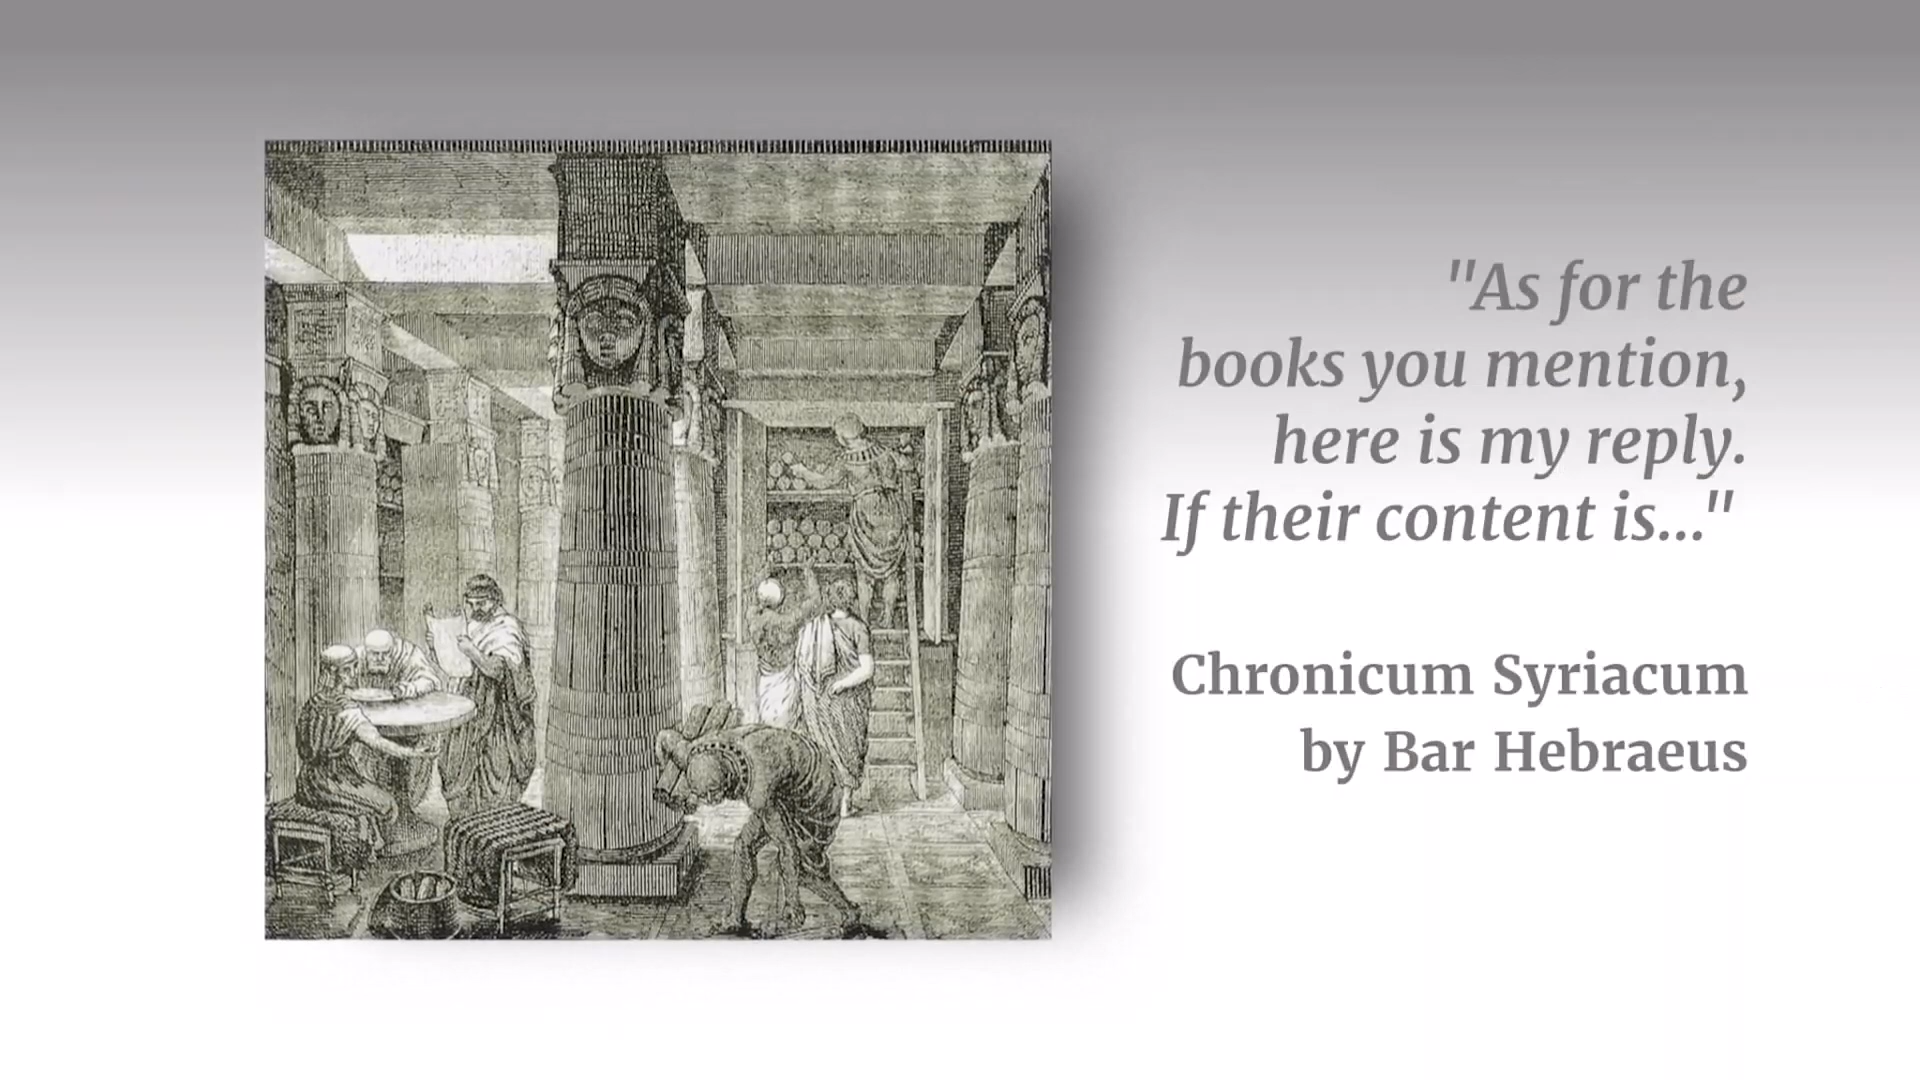 "As for the
books you mention,
here is my reply.
If their content is..."
Chronicum Syriacum
by Bar Hebraeus